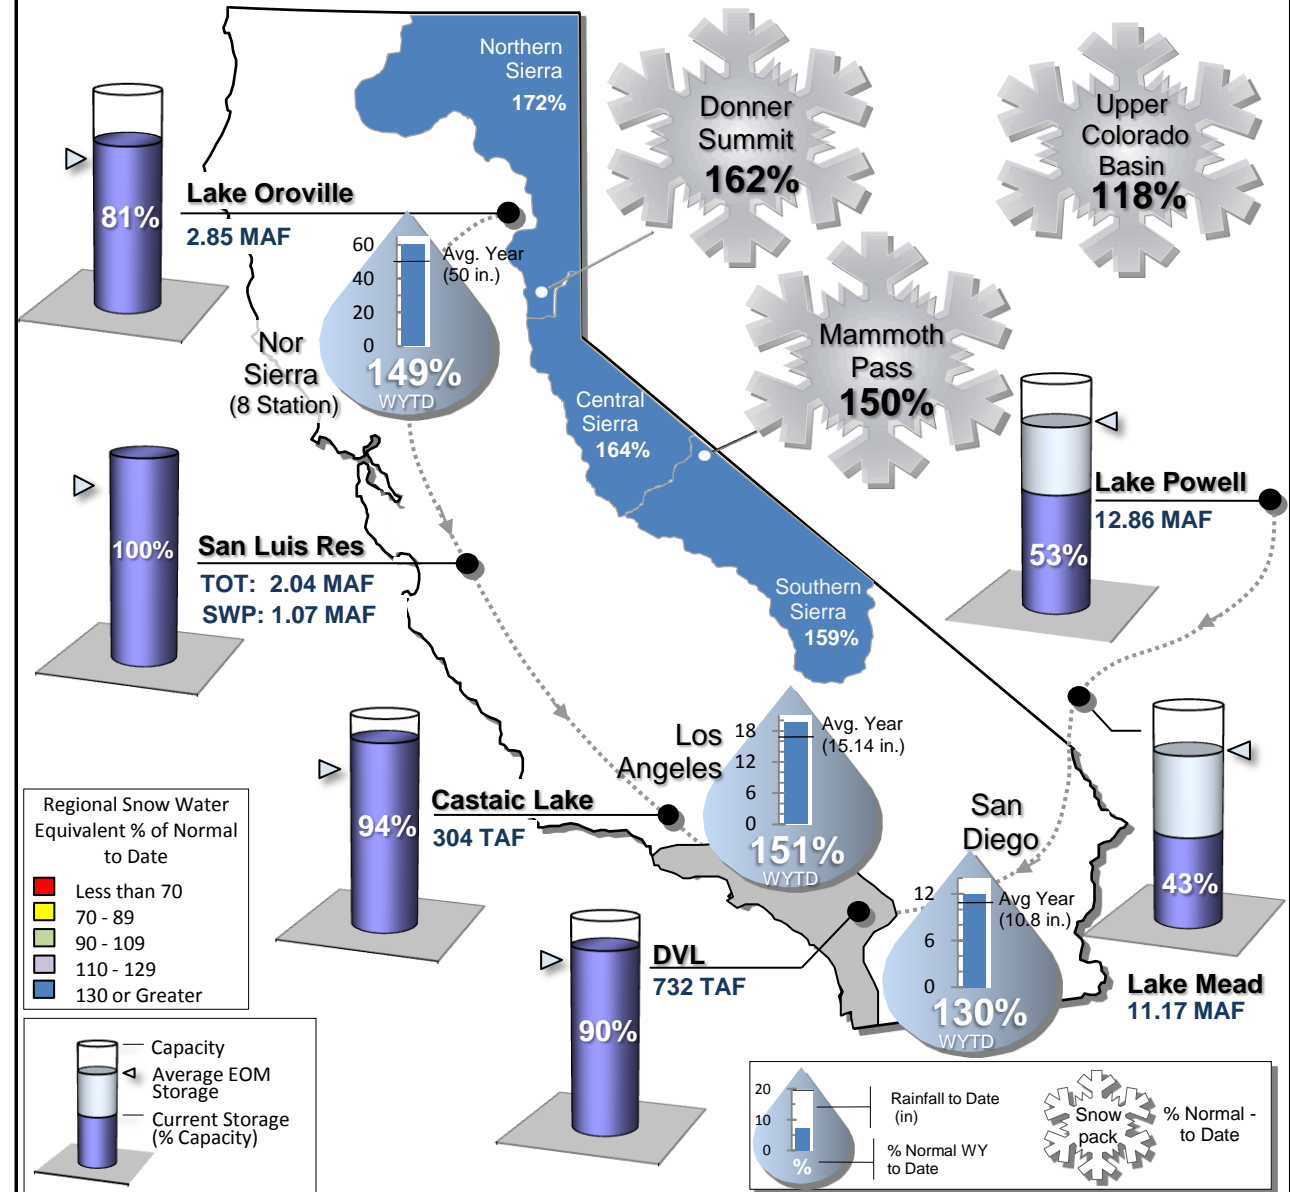 Northern
Sierra
172%
Donner
Summit
162%
Upper
Colorado
Basin
118%
81%
Lake Oroville
2.85 MAF
60
40
20
0
Avg. Year
(50 in.)
149%
WYTD
Nor
Sierra
(8 Station)
Mammoth
Pass
150%
Central
Sierra
164%
Lake Powell
12.86 MAF
53%
100%
San Luis Res
TOT: 2.04 MAF
SWP: 1.07 MAF
Southern
Sierra
159%
Los
Angeles
18
12
6
0
Avg. Year
(15.14 in.)
151%
WYTD
94%
Castaic Lake
304 TAF
San
Diego
12
6
0
Avg Year
(10.8 in.)
130%
WYTD
43%
Lake Mead
11.17 MAF
90%
DVL
732 TAF
Regional Snow Water
Equivalent % of Normal
to Date
Less than 70
70 - 89
90 - 109
110 - 129
130 or Greater
Capacity
Average EOM
Storage
Current Storage
(% Capacity)
20
10
0
%
Rainfall to Date
(in)
% Normal WY
to Date
Snow
pack
% Normal -
to Date